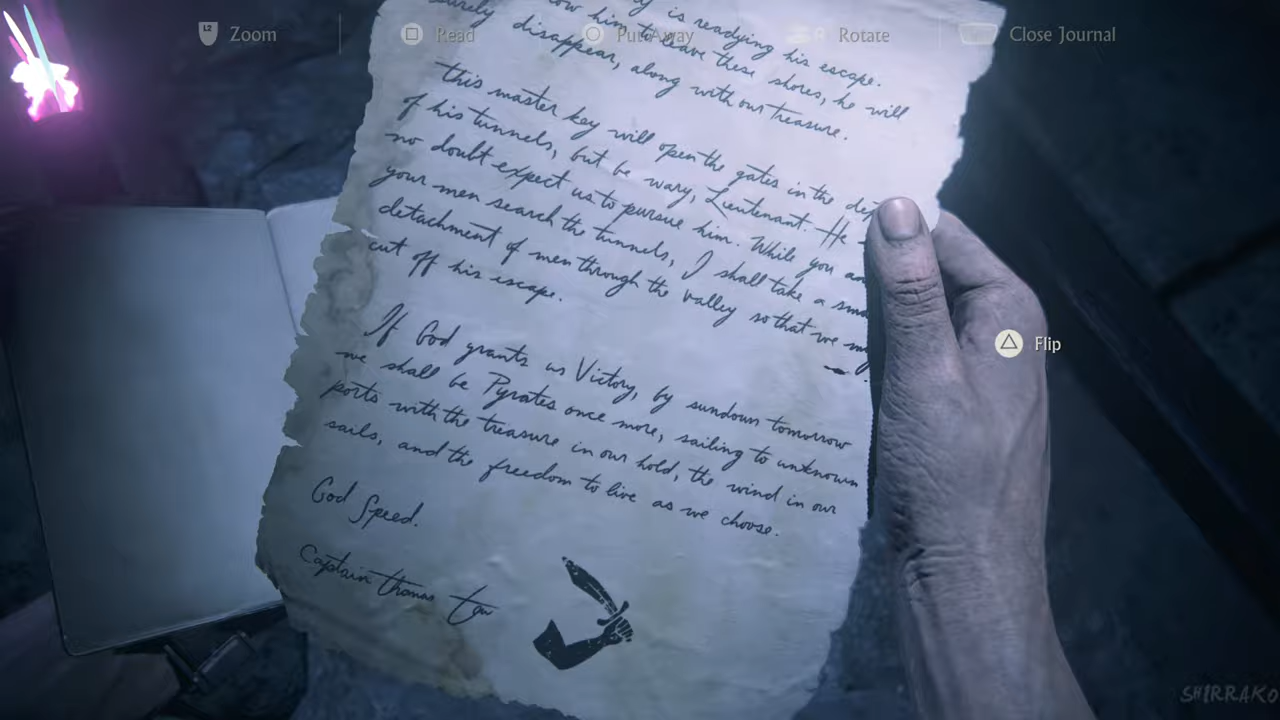 Zoom
Read
Put Away
Rotate
Close Journal
is readying his escape.
him to leave these shores, he will
surely disappear, along with our treasure.
this master key will open the gates in the
of his tunnels, but be wary, Lieutenant. He
no doubt expect us to pursue him. While you
your men search the tunnels, I shall take a
detachment of men through the valley so that we
cut off his escape.
If God grants us Victory, by sundown tomorrow
we shall be Pyrates once more, sailing to unknown
ports with the treasure in our hold, the wind in our
sails, and the freedom to live as we choose.
God Speed.
Captain Thomas Tew
Flip
SHIRRAKO